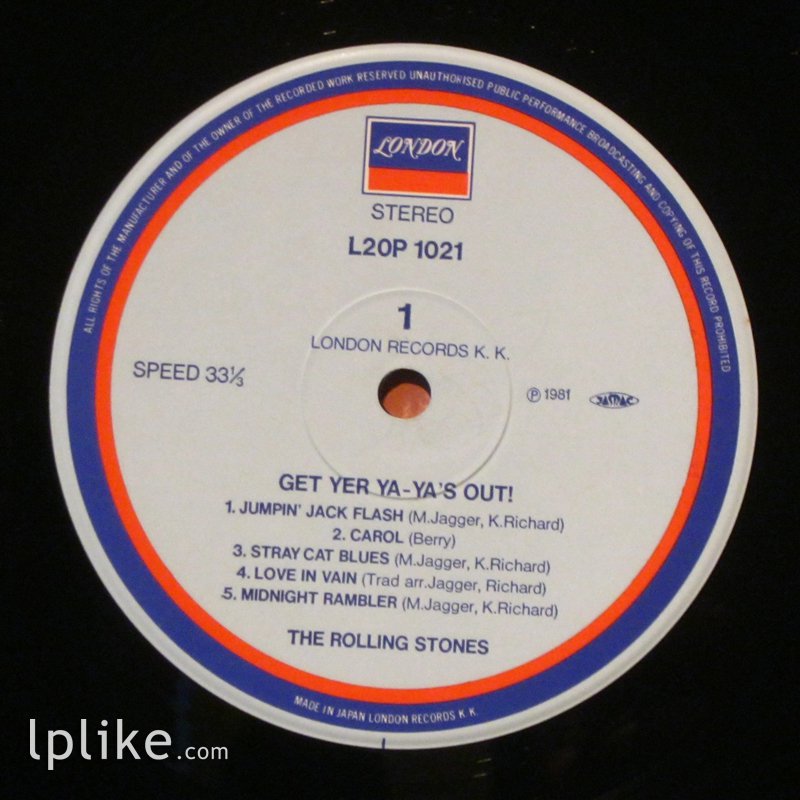 ALL RIGHTS OF THE MANUFACTURER AND OF THE OWNER OF THE RECORDED WORK RESERVED UNAUTHORISED PUBLIC PERFORMANCE BROADCASTING AND COPYING OF THIS RECORD PROHIBITED
LONDON
STEREO
L20P 1021
1
LONDON RECORDS K. K.
SPEED 33⅓
Ⓟ 1981
JASRAC
GET YER YA-YA'S OUT!
1. JUMPIN' JACK FLASH (M.Jagger, K.Richard)
2. CAROL (Berry)
3. STRAY CAT BLUES (M.Jagger, K.Richard)
4. LOVE IN VAIN (Trad arr.Jagger, Richard)
5. MIDNIGHT RAMBLER (M.Jagger, K.Richard)
THE ROLLING STONES
MADE IN JAPAN LONDON RECORDS K. K.
lplike.com